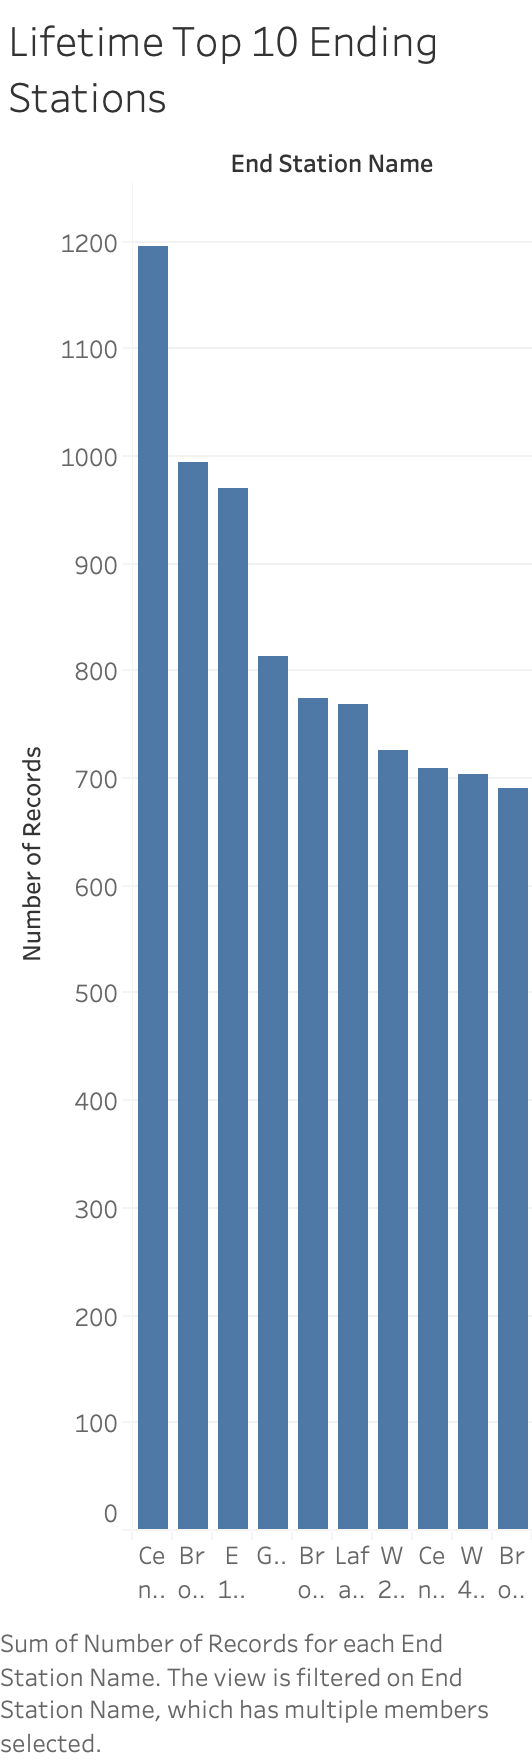 Lifetime Top 10 Ending
Stations
End Station Name
Number of Records
1200
1100
1000
900
800
700
600
500
400
300
200
100
0
Ce Br E G.. Br Laf W Ce W Br
n.. o.. 1.. o.. a.. 2.. n.. 4.. o..
Sum of Number of Records for each End
Station Name. The view is filtered on End
Station Name, which has multiple members
selected.